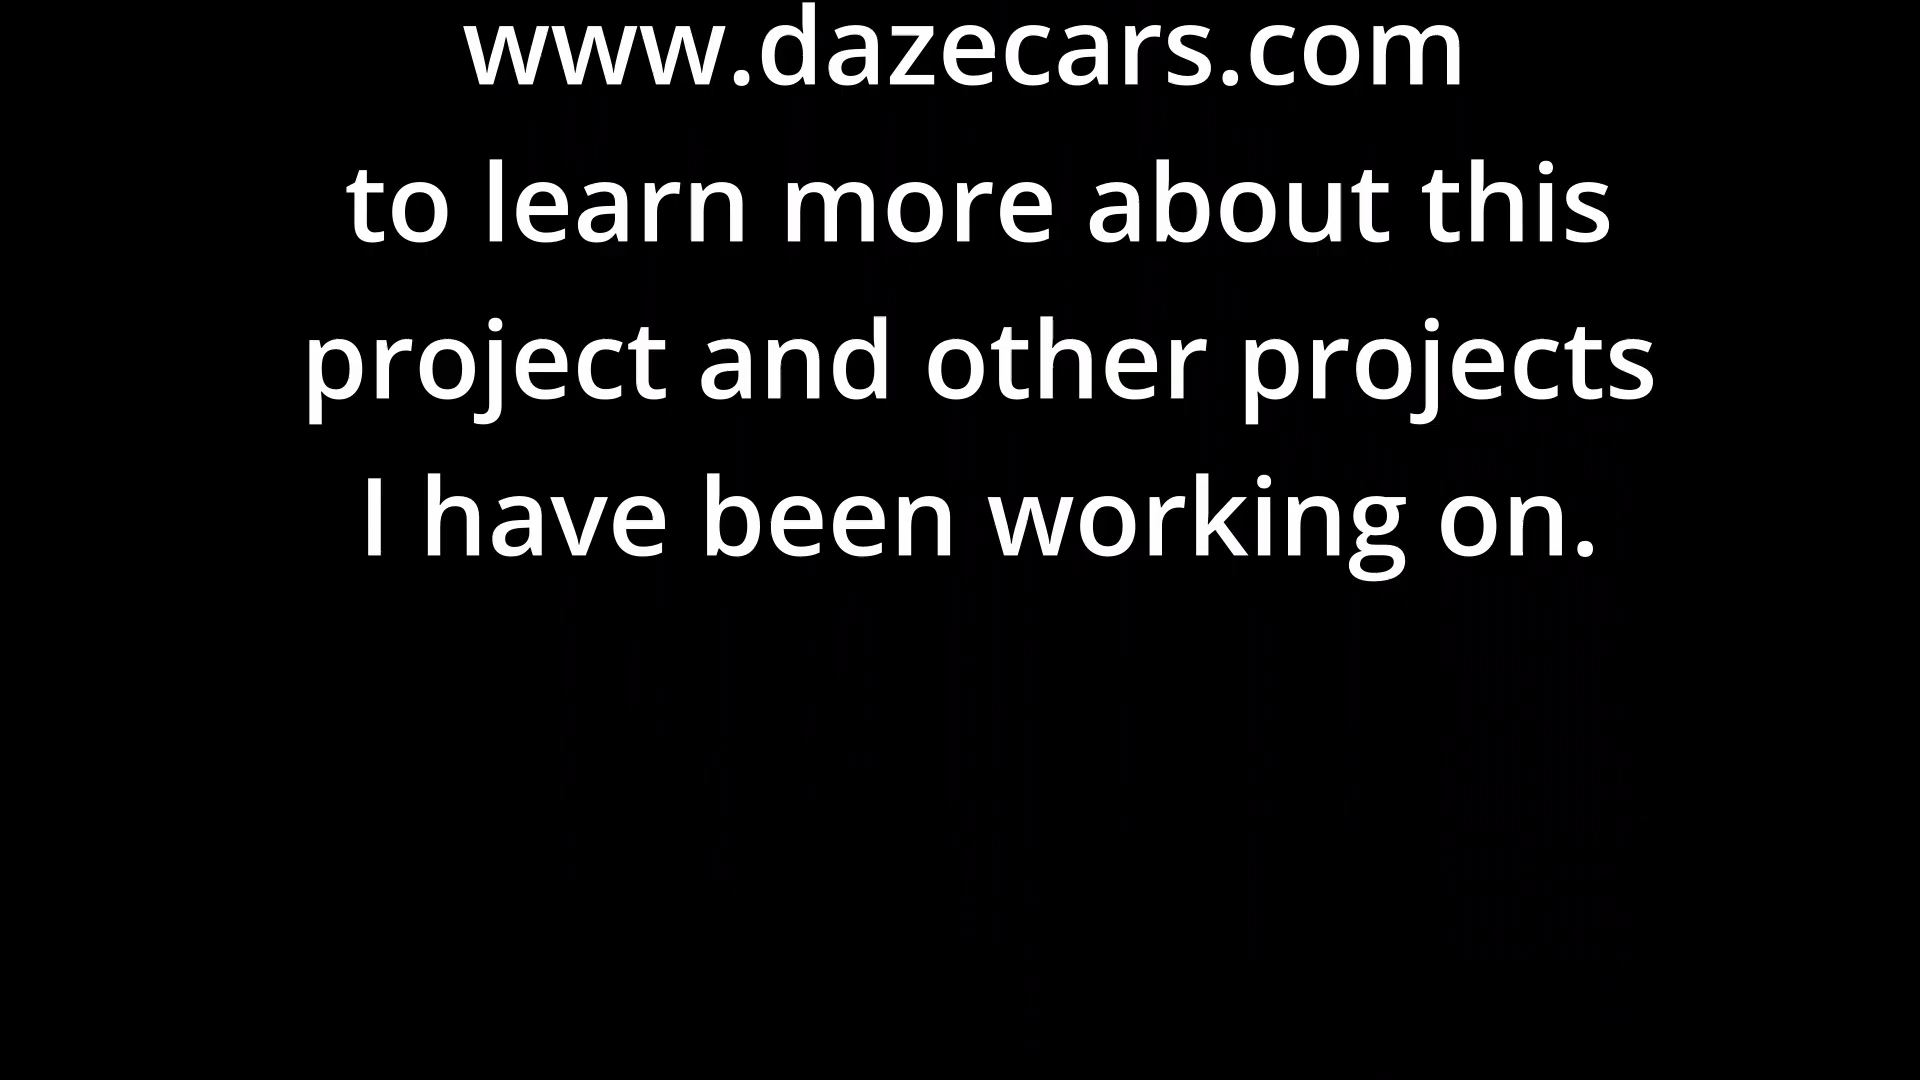 www.dazecars.com
to learn more about this
project and other projects
I have been working on.